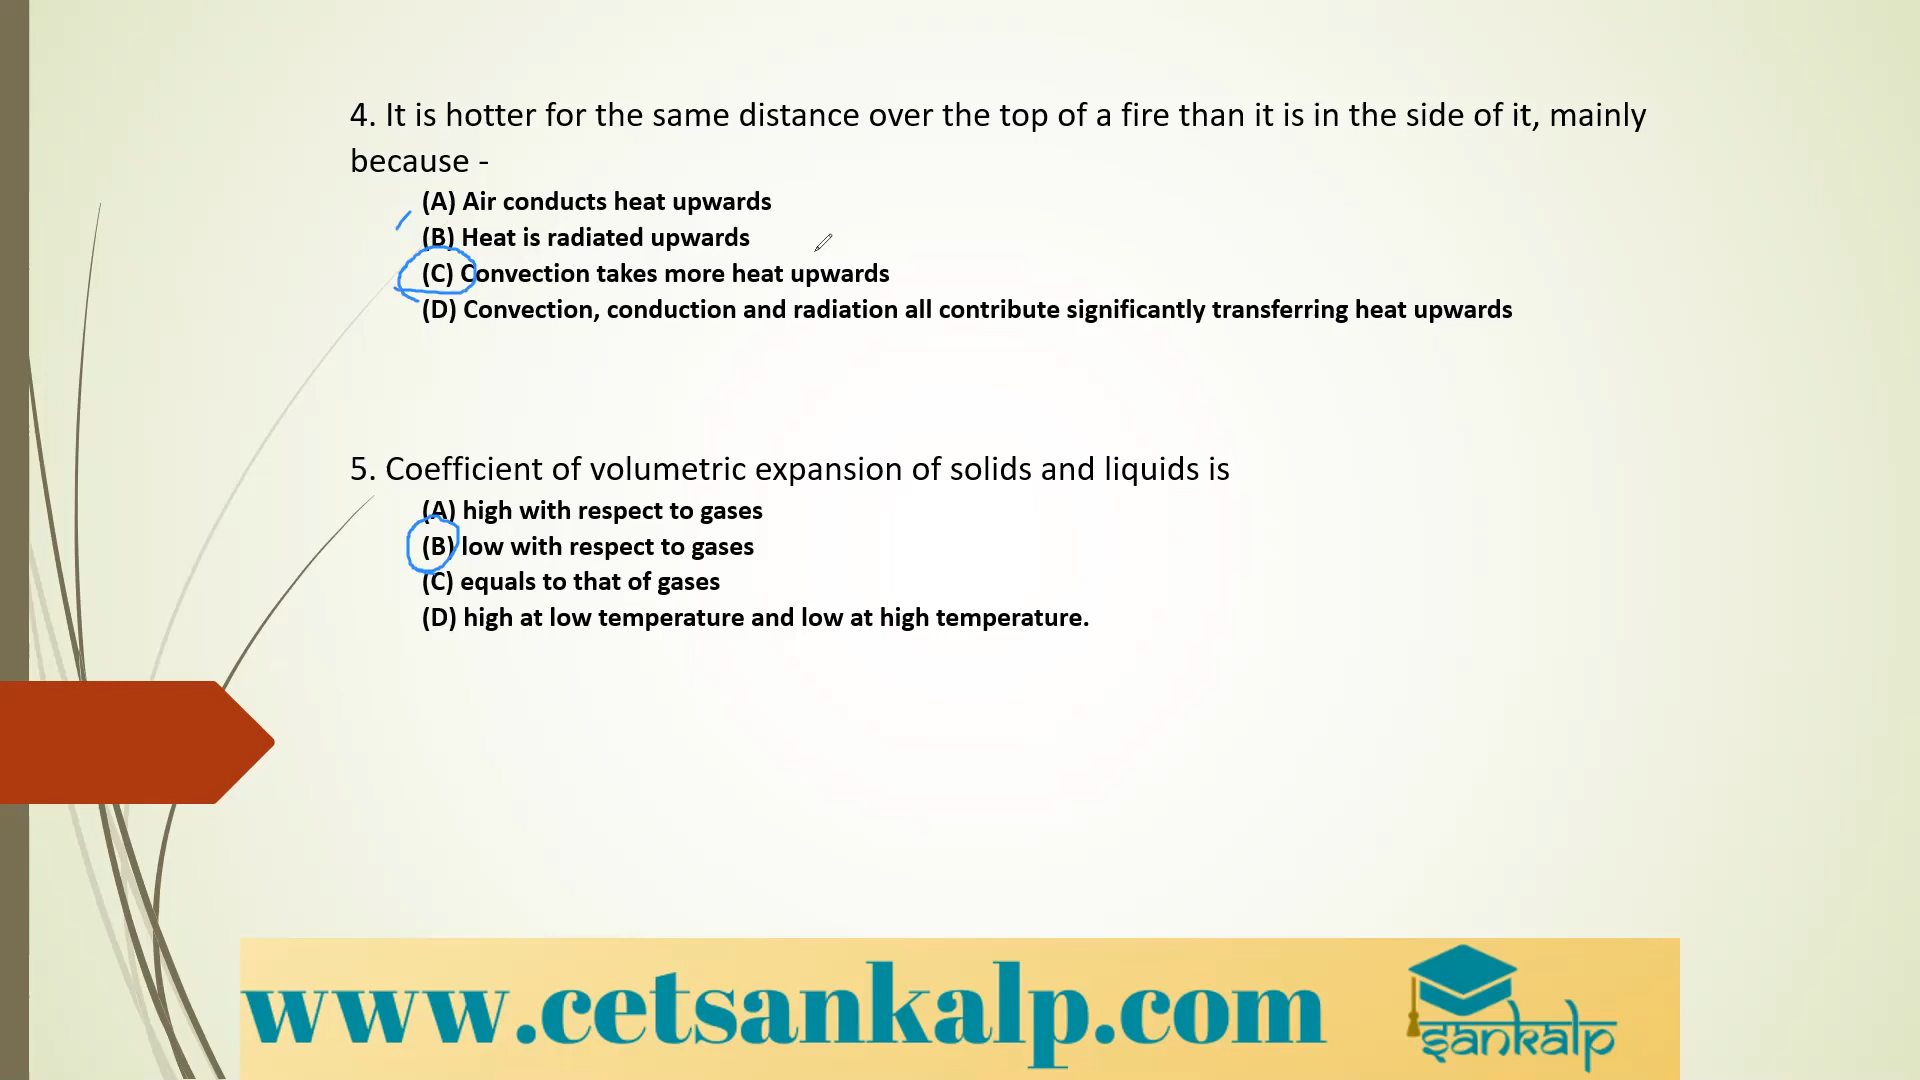 4. It is hotter for the same distance over the top of a fire than it is in the side of it, mainly
because -
(A) Air conducts heat upwards
(B) Heat is radiated upwards
(C) Convection takes more heat upwards
(D) Convection, conduction and radiation all contribute significantly transferring heat upwards
5. Coefficient of volumetric expansion of solids and liquids is
(A) high with respect to gases
(B) low with respect to gases
(C) equals to that of gases
(D) high at low temperature and low at high temperature.
www.cetsankalp.com
sankalp